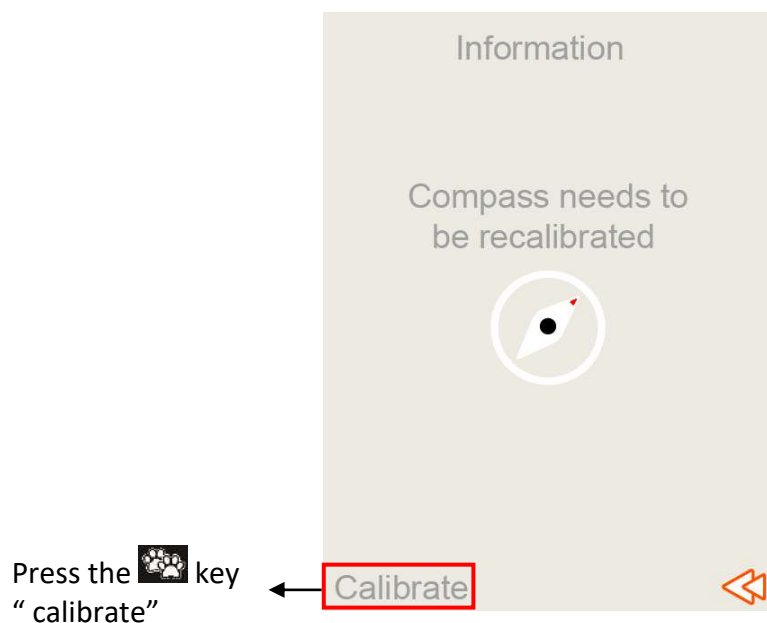 Information
Compass needs to
be recalibrated
Press the key
“ calibrate”
Calibrate